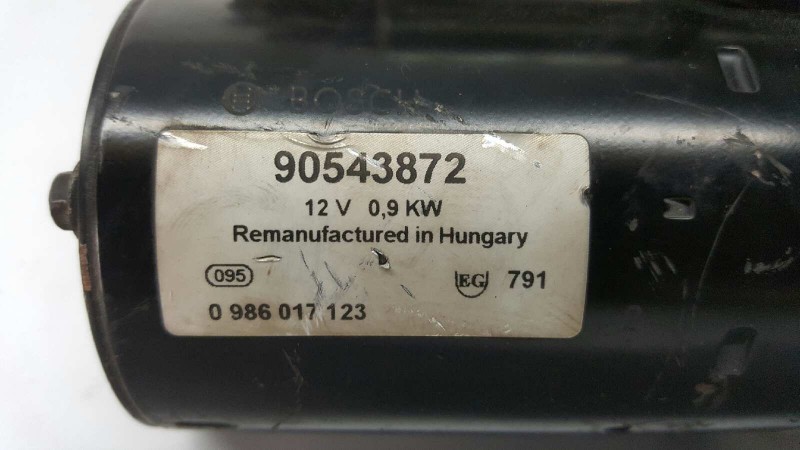 BOSCH
90543872
12 V 0,9 KW
Remanufactured in Hungary
095 EG 791
0 986 017 123